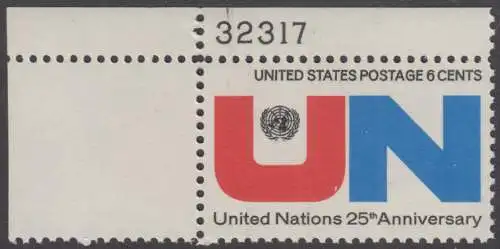 32317
UNITED STATES POSTAGE 6 CENTS
UN
United Nations 25th Anniversary